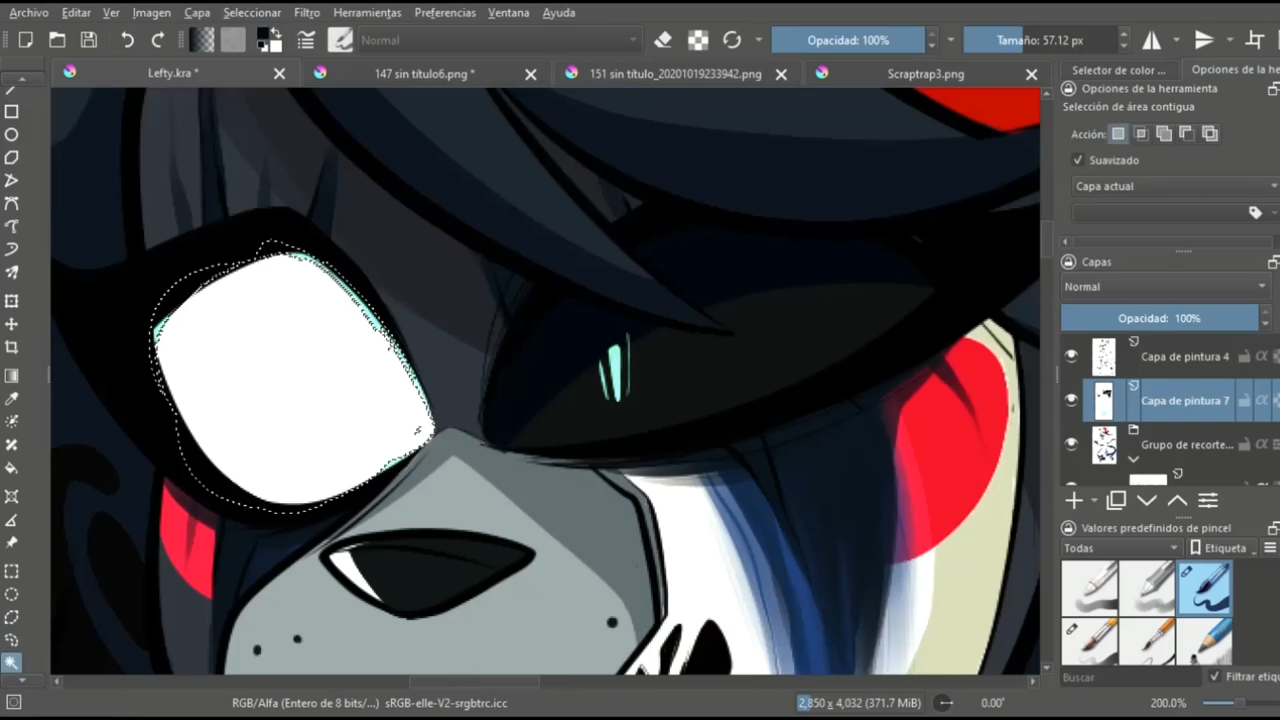 Archivo Editar Ver Imagen Capa Seleccionar Filtro Herramientas Preferencias Ventana Ayuda
Normal Opacidad: 100% Tamaño: 57.12 px
Lefty.kra * 147 sin título6.png * 151 sin título_20201019233942.png Scraptrap3.png
Selector de color ... Opciones de la he
Opciones de la herramienta
Selección de área contigua
Acción:
Suavizado
Capa actual
Capas
Normal
Opacidad: 100%
Capa de pintura 4
Capa de pintura 7
Grupo de recorte...
Valores predefinidos de pincel
Todas Etiqueta
Buscar Filtrar etiqu
RGB/Alfa (Entero de 8 bits/...) sRGB-elle-V2-srgbtrc.icc 2,850 x 4,032 (371.7 MiB) 0.00° 200.0%